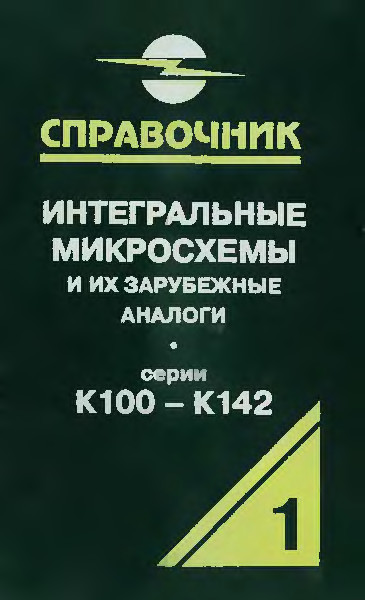 СПРАВОЧНИК
ИНТЕГРАЛЬНЫЕ
МИКРОСХЕМЫ
И ИХ ЗАРУБЕЖНЫЕ
АНАЛОГИ
•
серии
К100 – К142
1